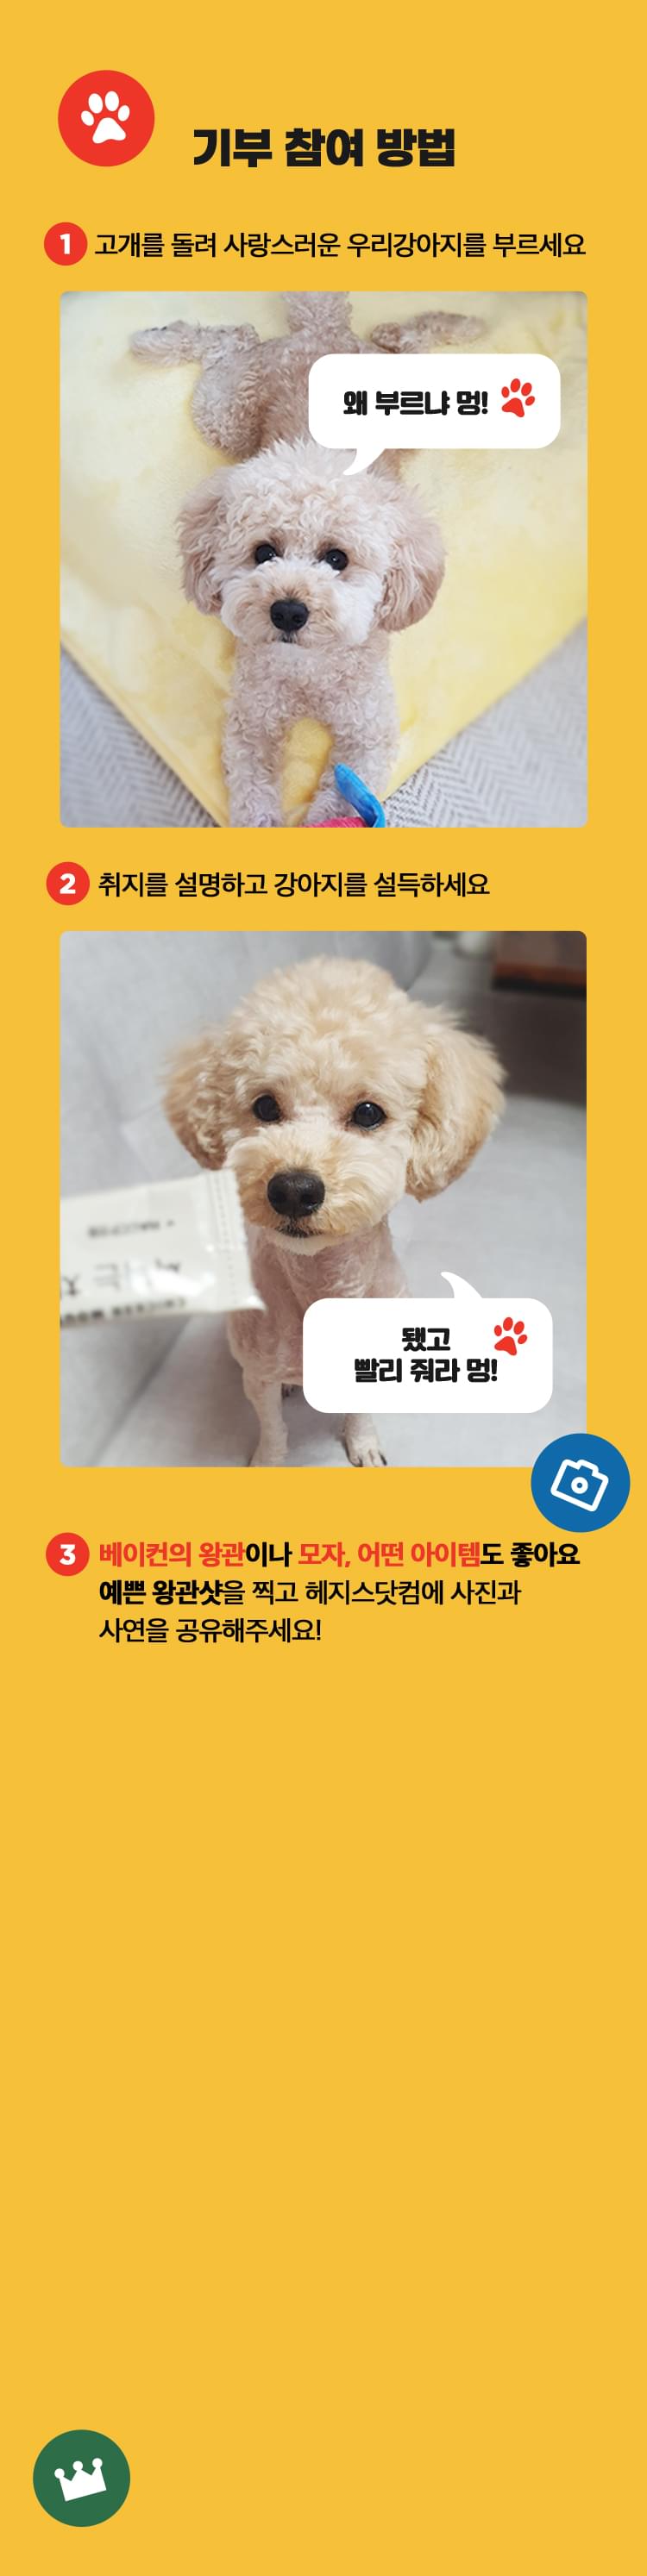 기부 참여 방법
1 고개를 돌려 사랑스러운 우리강아지를 부르세요
왜 부르냐 멍!
2 취지를 설명하고 강아지를 설득하세요
됐고
빨리 줘라 멍!
3 베이컨의 왕관이나 모자, 어떤 아이템도 좋아요
예쁜 왕관샷을 찍고 헤지스닷컴에 사진과
사연을 공유해주세요!